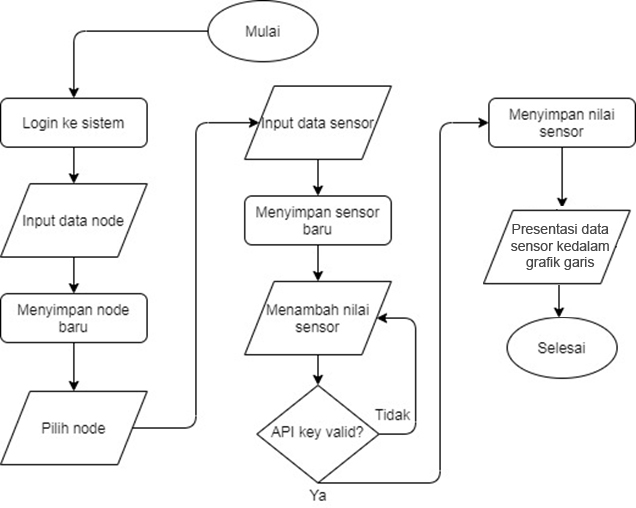 Mulai
Login ke sistem
Input data node
Menyimpan node
baru
Pilih node
Input data sensor
Menyimpan sensor
baru
Menambah nilai
sensor
API key valid?
Tidak
Ya
Menyimpan nilai
sensor
Presentasi data
sensor kedalam
grafik garis
Selesai